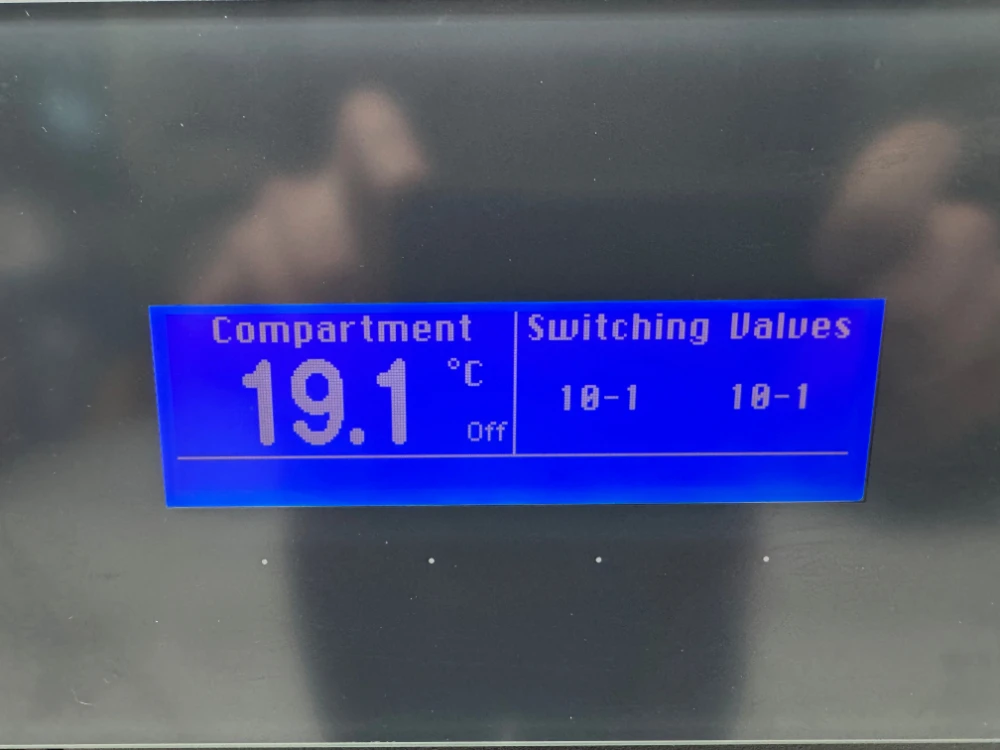 Compartment
19.1 °C
Off
Switching Valves
10-1 10-1